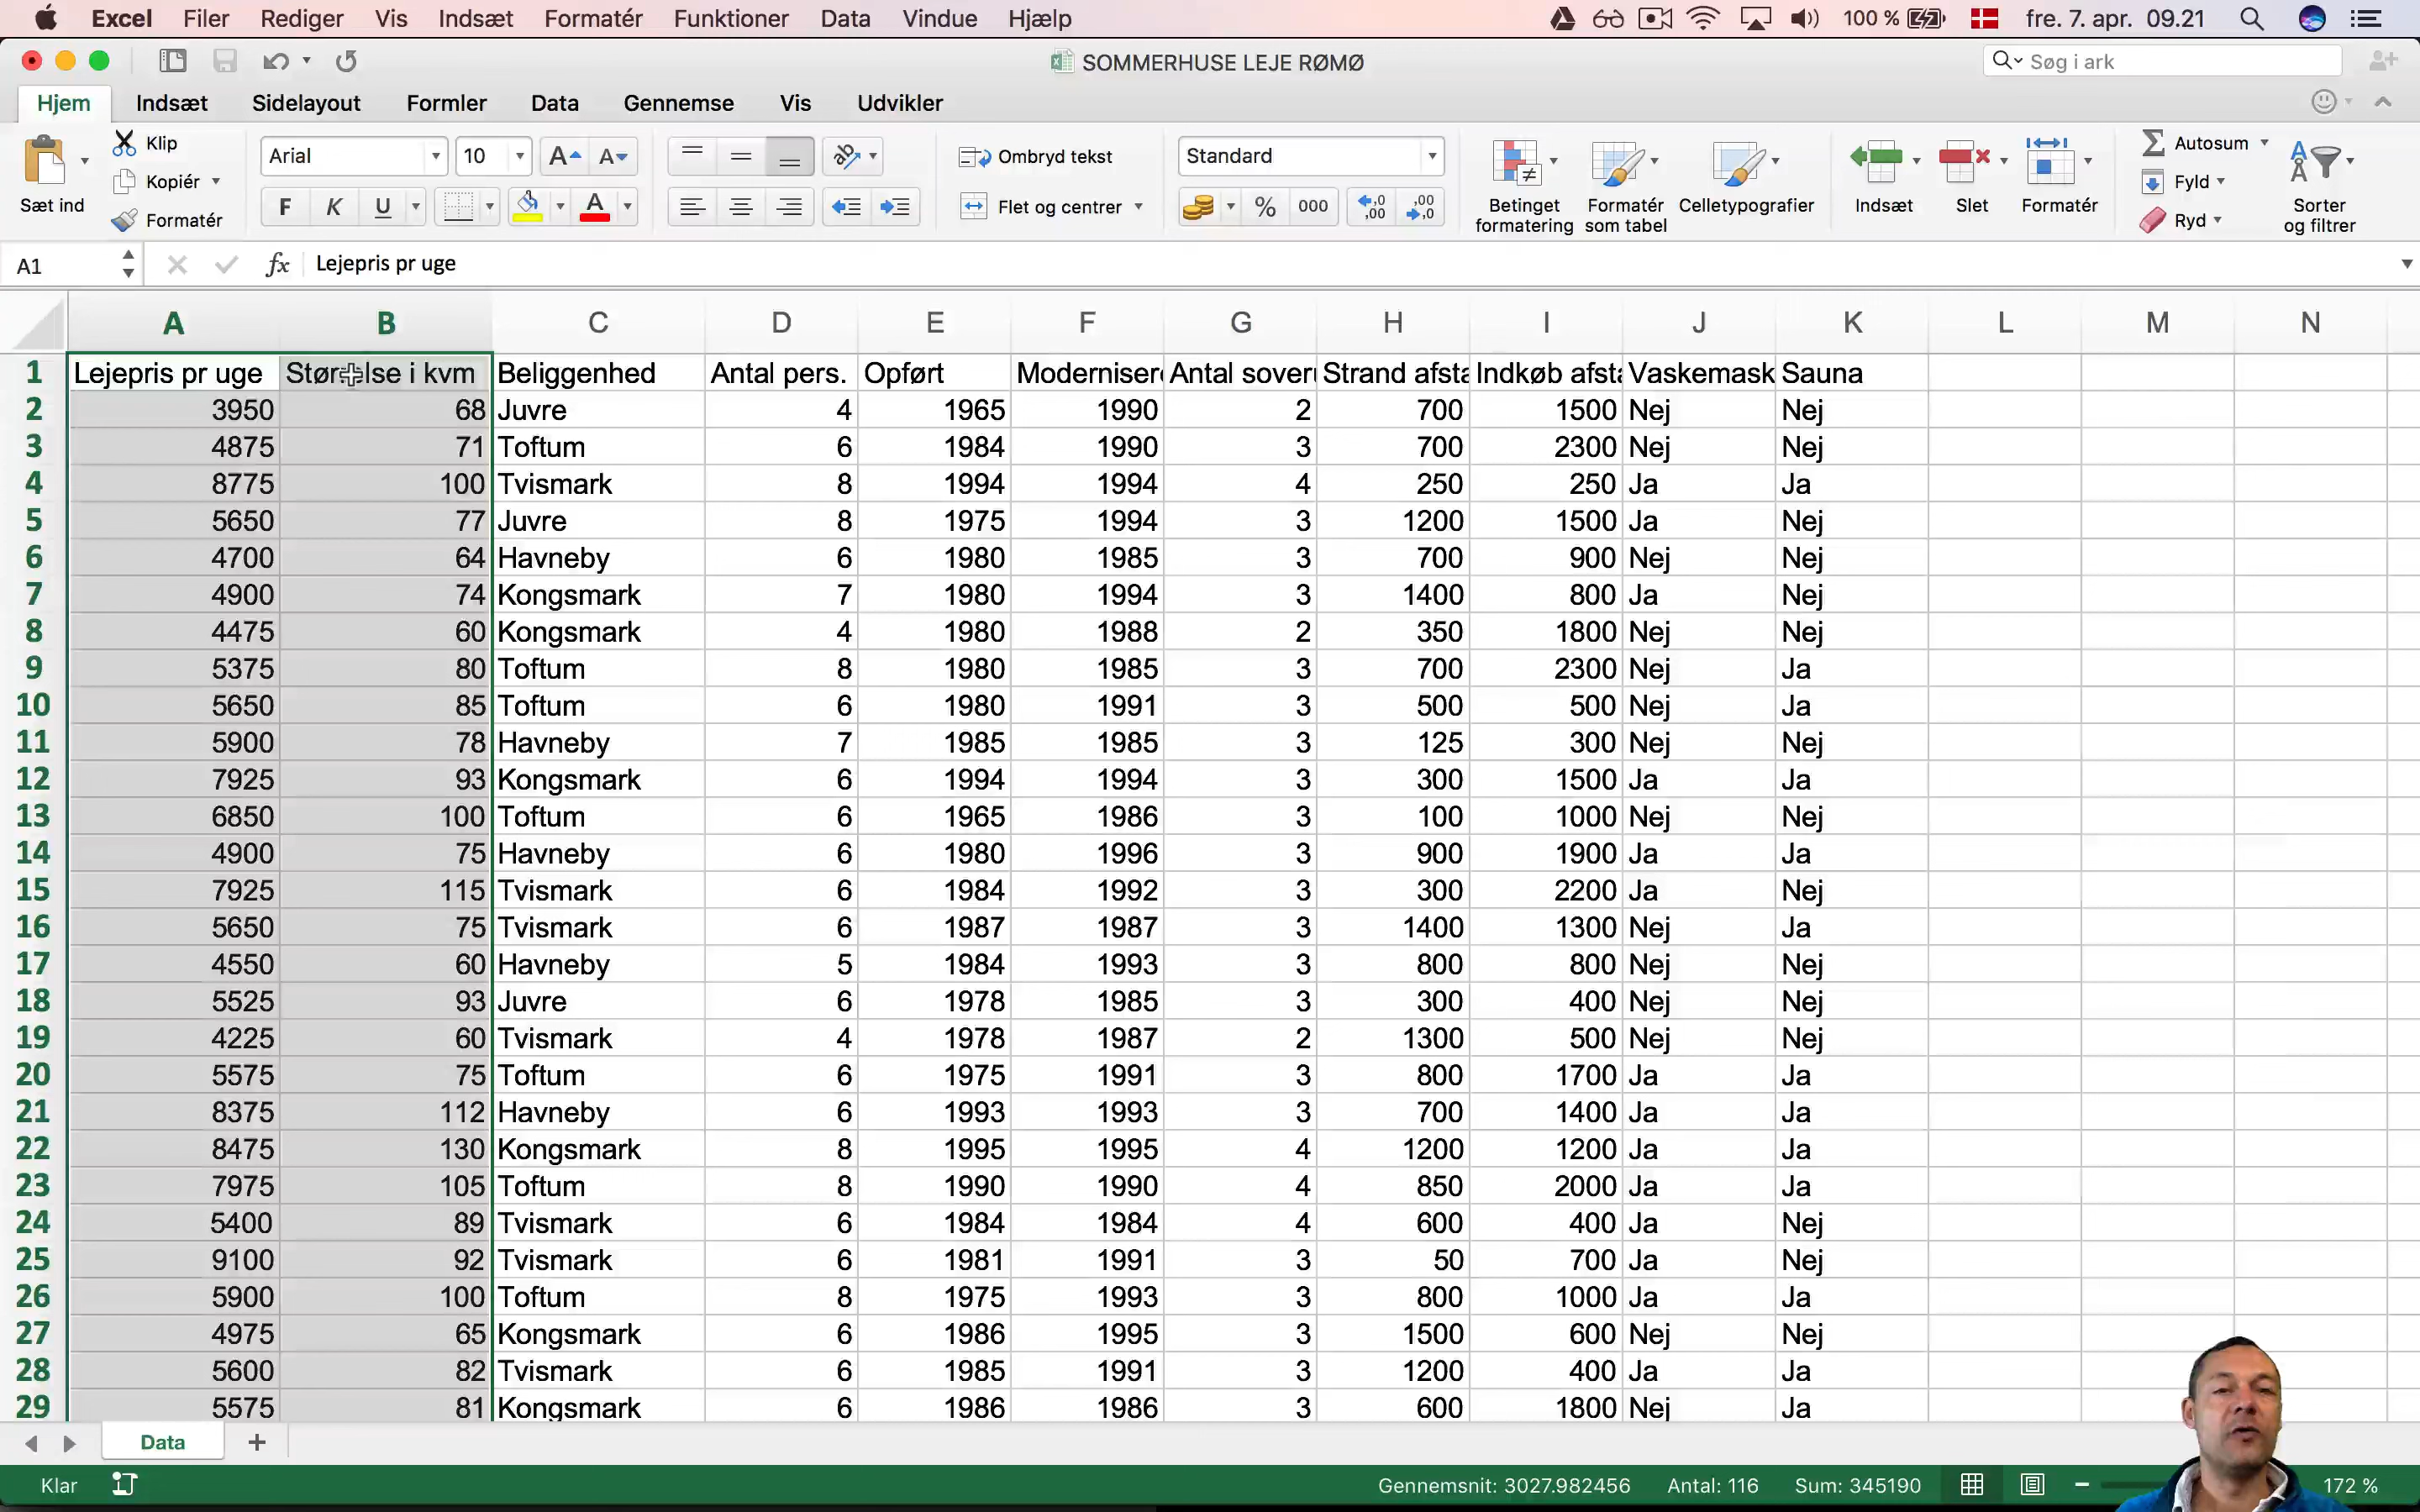 Excel Filer Rediger Vis Indsæt Formatér Funktioner Data Vindue Hjælp 100 % fre. 7. apr. 09.21
SOMMERHUSE LEJE RØMØ Søg i ark
Hjem Indsæt Sidelayout Formler Data Gennemse Vis Udvikler
Sæt ind Klip Kopiér Formatér
Arial 10 Ombryd tekst Standard
F K U A Flet og centrer % 000
Betinget formatering Formatér som tabel Celletypografier Indsæt Slet Formatér
Autosum Fyld Ryd Sorter og filtrer
A1 fx Lejepris pr uge
A B C D E F G H I J K L M N
1 Lejepris pr uge Størrelse i kvm Beliggenhed Antal pers. Opført Modernisere Antal soveru Strand afsta Indkøb afsta Vaskemask Sauna
2 3950 68 Juvre 4 1965 1990 2 700 1500 Nej Nej
3 4875 71 Toftum 6 1984 1990 3 700 2300 Nej Nej
4 8775 100 Tvismark 8 1994 1994 4 250 250 Ja Ja
5 5650 77 Juvre 8 1975 1994 3 1200 1500 Ja Nej
6 4700 64 Havneby 6 1980 1985 3 700 900 Nej Nej
7 4900 74 Kongsmark 7 1980 1994 3 1400 800 Ja Nej
8 4475 60 Kongsmark 4 1980 1988 2 350 1800 Nej Nej
9 5375 80 Toftum 8 1980 1985 3 700 2300 Nej Ja
10 5650 85 Toftum 6 1980 1991 3 500 500 Nej Ja
11 5900 78 Havneby 7 1985 1985 3 125 300 Nej Nej
12 7925 93 Kongsmark 6 1994 1994 3 300 1500 Ja Ja
13 6850 100 Toftum 6 1965 1986 3 100 1000 Nej Nej
14 4900 75 Havneby 6 1980 1996 3 900 1900 Ja Ja
15 7925 115 Tvismark 6 1984 1992 3 300 2200 Ja Nej
16 5650 75 Tvismark 6 1987 1987 3 1400 1300 Nej Ja
17 4550 60 Havneby 5 1984 1993 3 800 800 Nej Nej
18 5525 93 Juvre 6 1978 1985 3 300 400 Nej Nej
19 4225 60 Tvismark 4 1978 1987 2 1300 500 Nej Nej
20 5575 75 Toftum 6 1975 1991 3 800 1700 Ja Ja
21 8375 112 Havneby 6 1993 1993 3 700 1400 Ja Ja
22 8475 130 Kongsmark 8 1995 1995 4 1200 1200 Ja Ja
23 7975 105 Toftum 8 1990 1990 4 850 2000 Ja Ja
24 5400 89 Tvismark 6 1984 1984 4 600 400 Ja Nej
25 9100 92 Tvismark 6 1981 1991 3 50 700 Ja Nej
26 5900 100 Toftum 8 1975 1993 3 800 1000 Ja Ja
27 4975 65 Kongsmark 6 1986 1995 3 1500 600 Nej Nej
28 5600 82 Tvismark 6 1985 1991 3 1200 400 Ja Ja
29 5575 81 Kongsmark 6 1986 1986 3 600 1800 Nej Ja
Data
Klar Gennemsnit: 3027.982456 Antal: 116 Sum: 345190 172 %